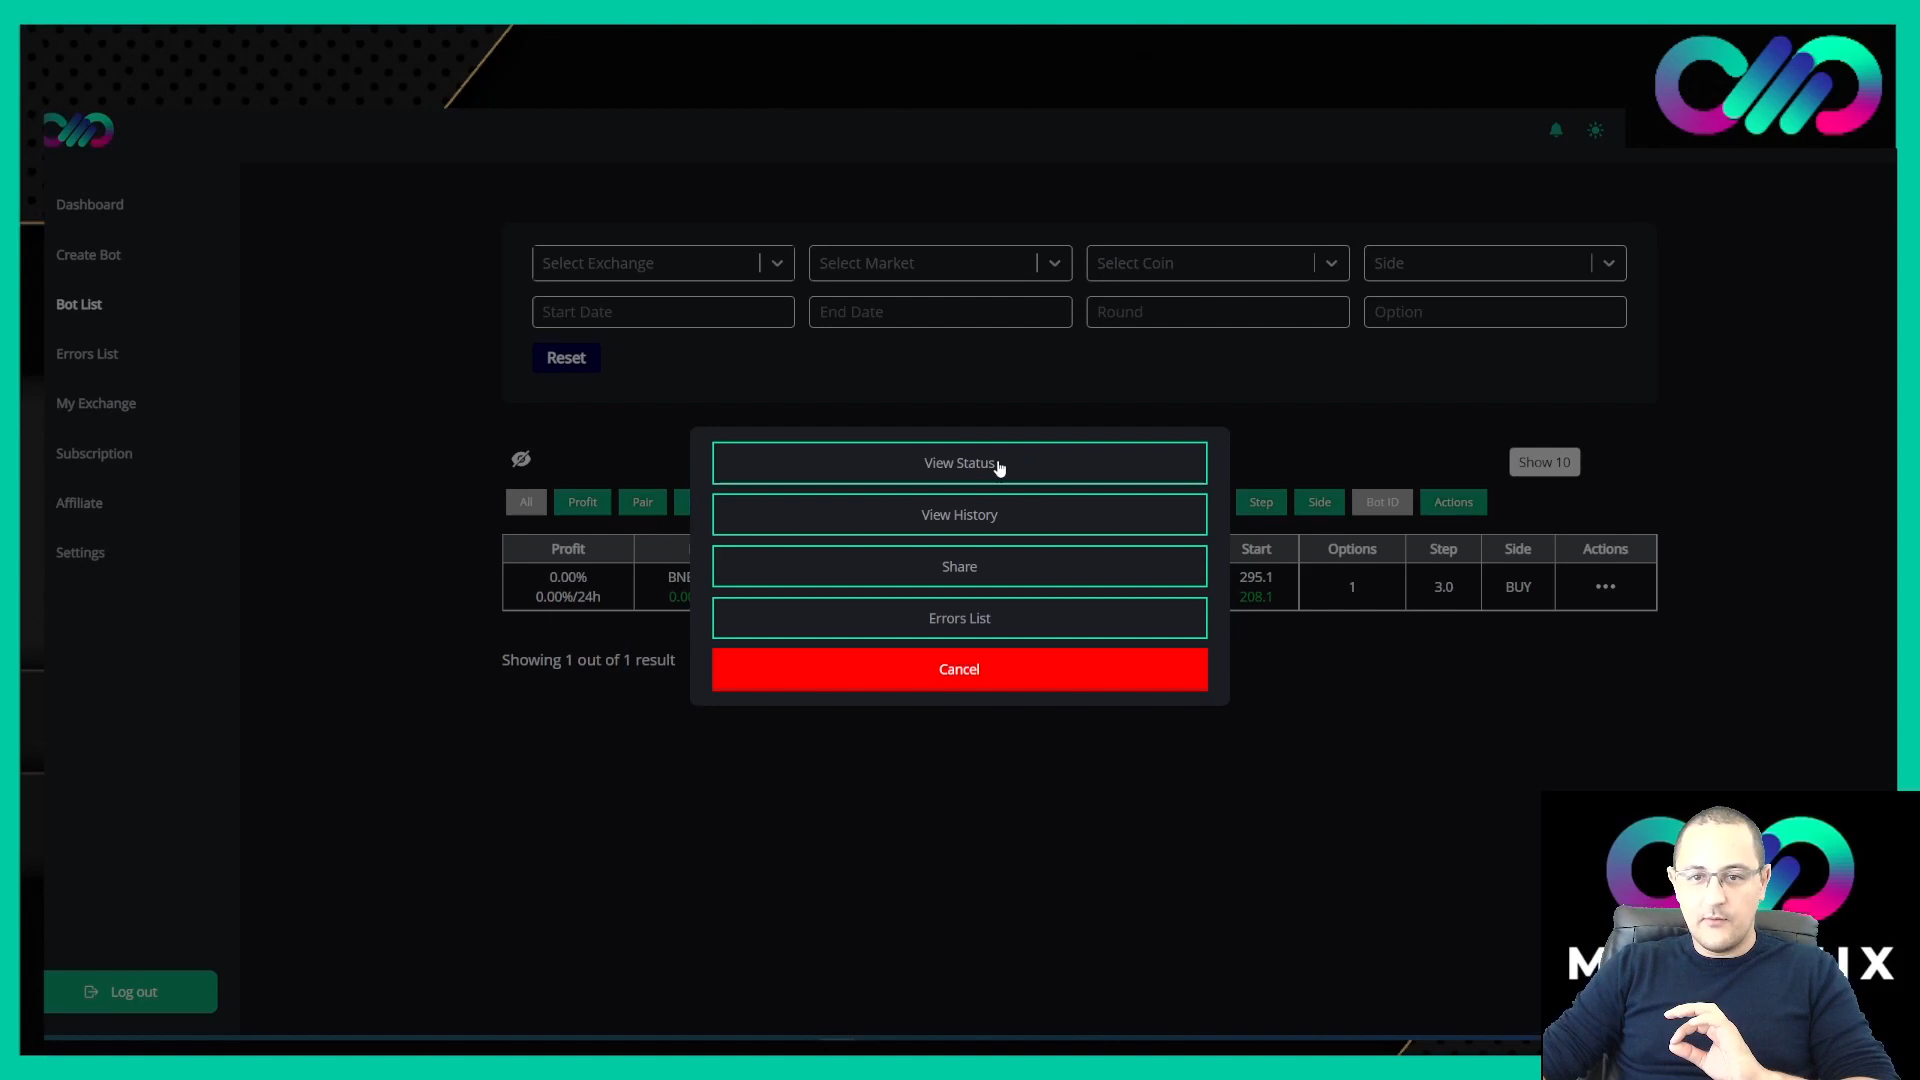 Dashboard
Create Bot
Bot List
Errors List
My Exchange
Subscription
Affiliate
Settings
Log out
Select Exchange
Select Market
Select Coin
Side
Start Date
End Date
Round
Option
Reset
Show 10
All
Profit
Pair
Step
Side
Bot ID
Actions
Profit
Start
Options
Step
Side
Actions
0.00%
0.00%/24h
295.1
208.1
1
3.0
BUY
Showing 1 out of 1 result
View Status
View History
Share
Errors List
Cancel